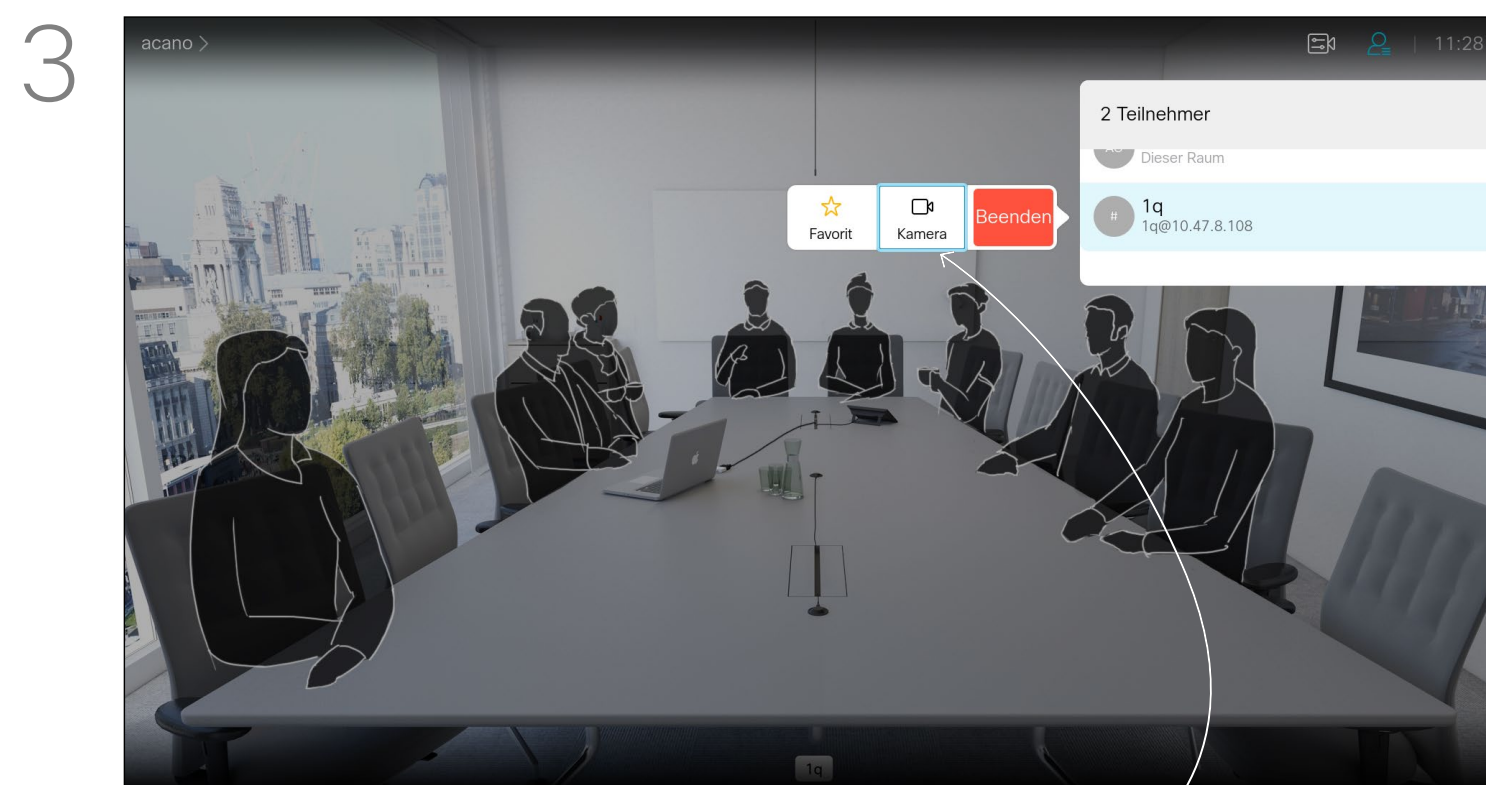 3
acano >
11:28
2 Teilnehmer
Dieser Raum
Favorit
Kamera
Beenden
#
1q
1q@10.47.8.108
1q